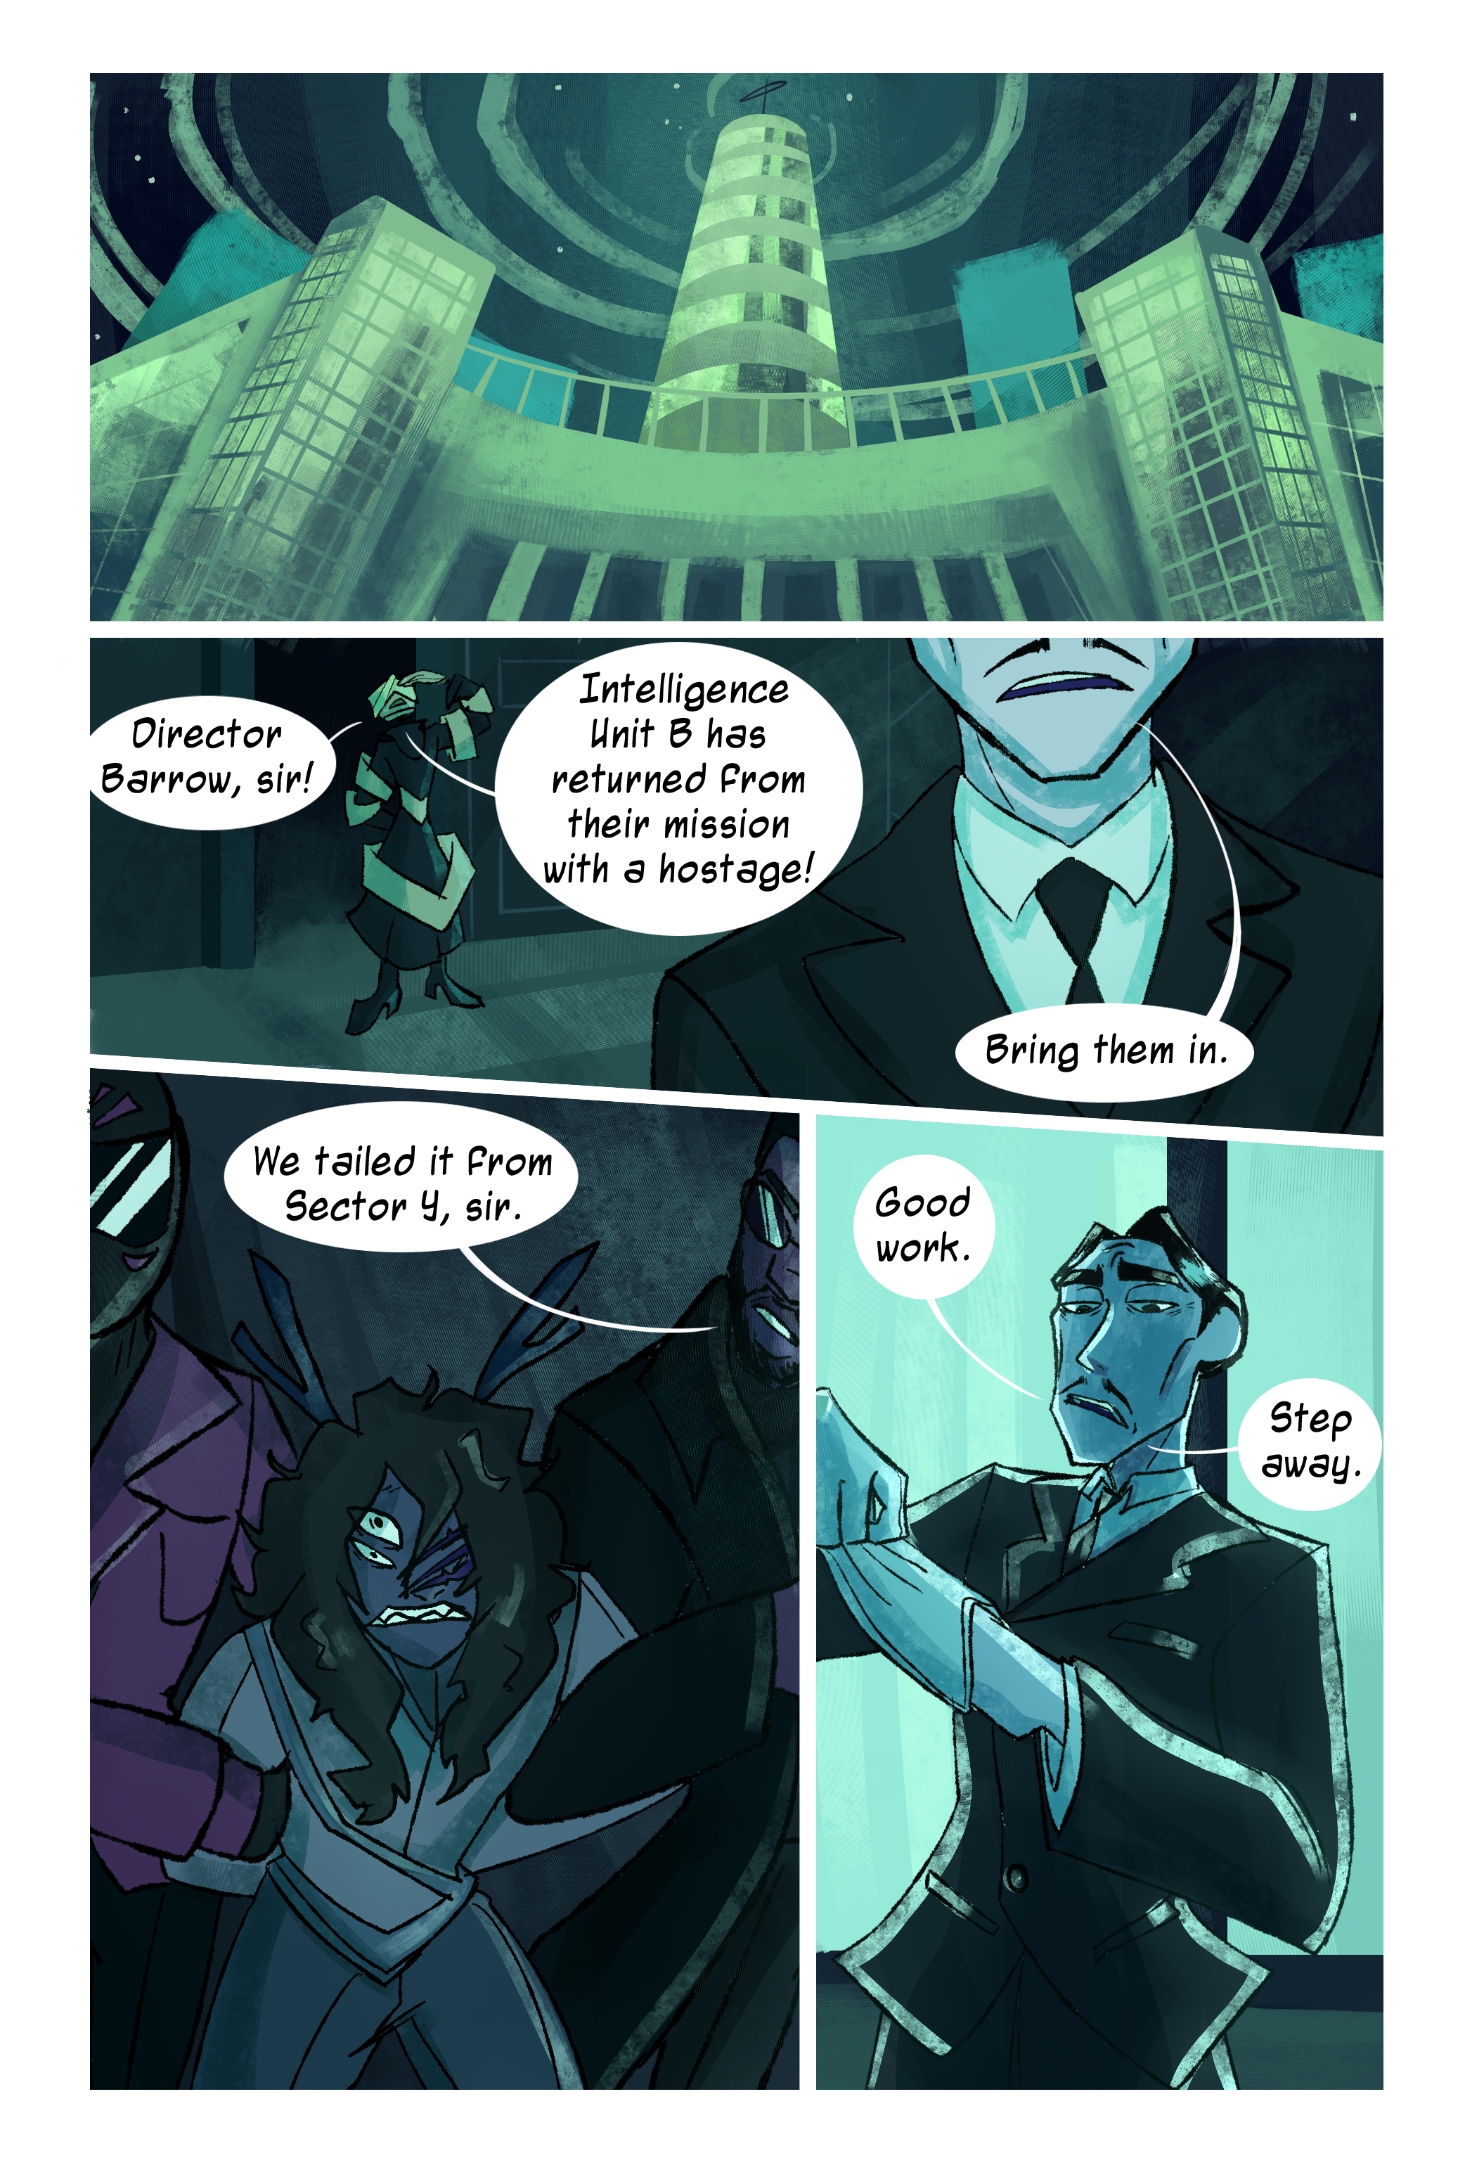 Director
Barrow, sir!
Intelligence
Unit B has
returned from
their mission
with a hostage!
Bring them in.
We tailed it from
Sector Y, sir.
Good
work.
Step
away.